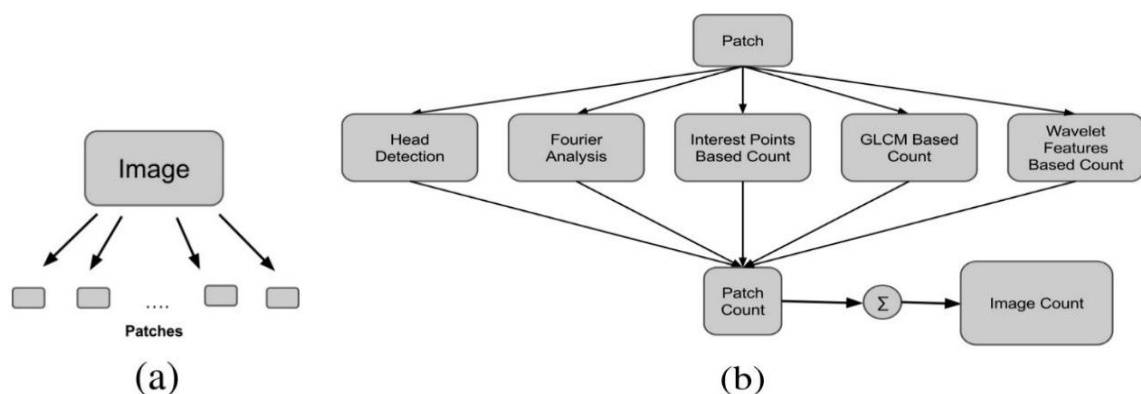 Image
....
Patches
(a)
Patch
Head
Detection
Fourier
Analysis
Interest Points
Based Count
GLCM Based
Count
Wavelet
Features
Based Count
Patch
Count
Σ
Image Count
(b)